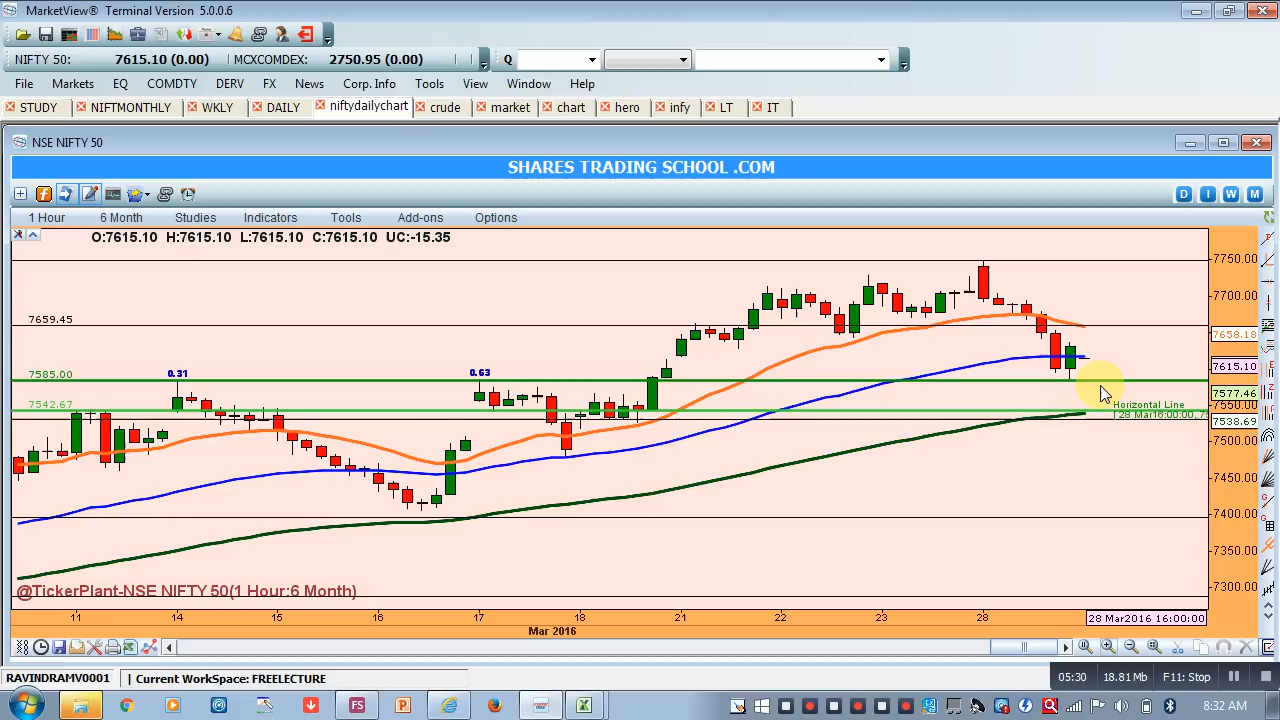 MarketView® Terminal Version 5.0.0.6
NIFTY 50: 7615.10 (0.00) MCXCOMDEX: 2750.95 (0.00) Q
File Markets EQ COMDTY DERV FX News Corp. Info Tools View Window Help
STUDY NIFTMONTHLY WKLY DAILY niftydailychart crude market chart hero infy LT IT
NSE NIFTY 50
SHARES TRADING SCHOOL .COM
D I W M
1 Hour 6 Month Studies Indicators Tools Add-ons Options
O:7615.10 H:7615.10 L:7615.10 C:7615.10 UC:-15.35
7750.00
7700.00
7659.45
7658.18
7615.10
0.31
0.63
7585.00
7577.46
7542.67
Horizontal Line
7550.00
[ 28 Mar16:00:00,
7538.69
7500.00
7450.00
7400.00
7350.00
7300.00
@TickerPlant-NSE NIFTY 50(1 Hour:6 Month)
11 14 15 16 17 18 21 22 23 28 28 Mar2016 16:00:00
Mar 2016
RAVINDRAMV0001 | Current WorkSpace: FREELECTURE
05:30 18.81 Mb F11: Stop
FS
8:32 AM